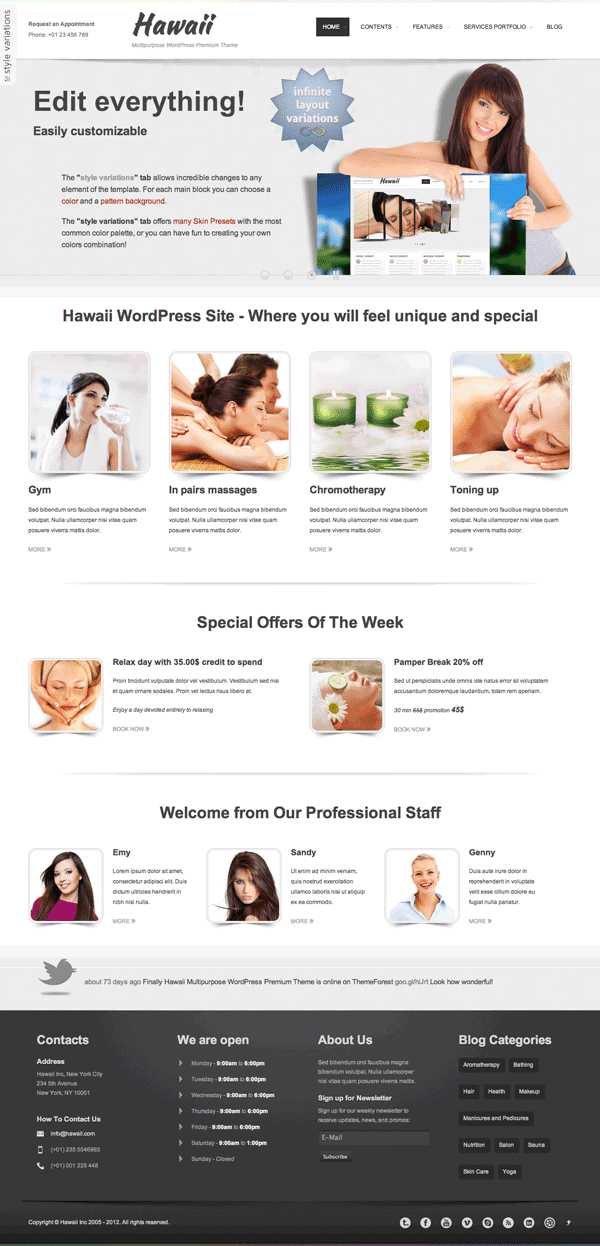 style variations
Request an Appointment
Phone: +01 23 456 789
Hawaii
Multipurpose WordPress Premium Theme
HOME
CONTENTS
FEATURES
SERVICES PORTFOLIO
BLOG
Edit everything!
Easily customizable
infinite
layout
variations
The "style variations" tab allows incredible changes to any
element of the template. For each main block you can choose a
color and a pattern background.
The "style variations" tab offers many Skin Presets with the most
common color palette, or you can have fun to creating your own
colors combination!
Hawaii
Hawaii WordPress Site - Where you will feel unique and special
Gym
Sed bibendum orci faucibus magna bibendum
volutpat. Nulla ullamcorper nisi vitae quam
posuere viverra mattis dolor.
MORE »
In pairs massages
Sed bibendum orci faucibus magna bibendum
volutpat. Nulla ullamcorper nisi vitae quam
posuere viverra mattis dolor.
MORE »
Chromotherapy
Sed bibendum orci faucibus magna bibendum
volutpat. Nulla ullamcorper nisi vitae quam
posuere viverra mattis dolor.
MORE »
Toning up
Sed bibendum orci faucibus magna bibendum
volutpat. Nulla ullamcorper nisi vitae quam
posuere viverra mattis dolor.
MORE »
Special Offers Of The Week
Relax day with 35.00$ credit to spend
Proin tincidunt vulputate dolor vel vestibulum. Vestibulum sed nisi
et quam ornare sodales. Proin vel lectus risus libero at.
Enjoy a day devoted entirely to relaxing
BOOK NOW »
Pamper Break 20% off
Sed ut perspiciatis unde omnis iste natus error sit voluptatem
accusantium doloremque laudantium, totam rem aperiam.
30 min 65$ promotion 45$
BOOK NOW »
Welcome from Our Professional Staff
Emy
Lorem ipsum dolor sit amet,
consectetur adipisci elit. Duis
dictum ultricies hendrerit in
nibh nisl nulla.
MORE »
Sandy
Ut enim ad minim veniam,
quis nostrud exercitation
ullamco laboris nisi ut aliquip
ex ea commodo.
MORE »
Genny
Duis aute irure dolor in
reprehenderit in voluptate
velit esse cillum dolore eu
fugiat nulla pariatur.
MORE »
about 73 days ago Finally Hawaii Multipurpose WordPress Premium Theme is online on ThemeForest goo.gl/hiJrt Look how wonderful!
Contacts
Address
Hawaii Inc, New York City
234 5th Avenue
New York, NY 10001
How To Contact Us
info@hawaii.com
(+01) 235 5546993
(+01) 001 225 448
We are open
Monday - 9:00am to 6:00pm
Tuesday - 9:00am to 6:00pm
Wednesday - 9:00am to 6:00pm
Thursday - 9:00am to 6:00pm
Friday - 9:00am to 6:00pm
Saturday - 9:00am to 1:00pm
Sunday - Closed
About Us
Sed bibendum orci faucibus magna
bibendum volutpat. Nulla ullamcorper
nisi vitae quam posuere viverra mattis.
Sign up for Newsletter
Sign up for our weekly newsletter to
receive updates, news, and promos:
E-Mail
Subscribe
Blog Categories
Aromatherapy
Bathing
Hair
Health
Makeup
Manicures and Pedicures
Nutrition
Salon
Sauna
Skin Care
Yoga
Copyright © Hawaii Inc 2005 - 2012. All rights reserved.